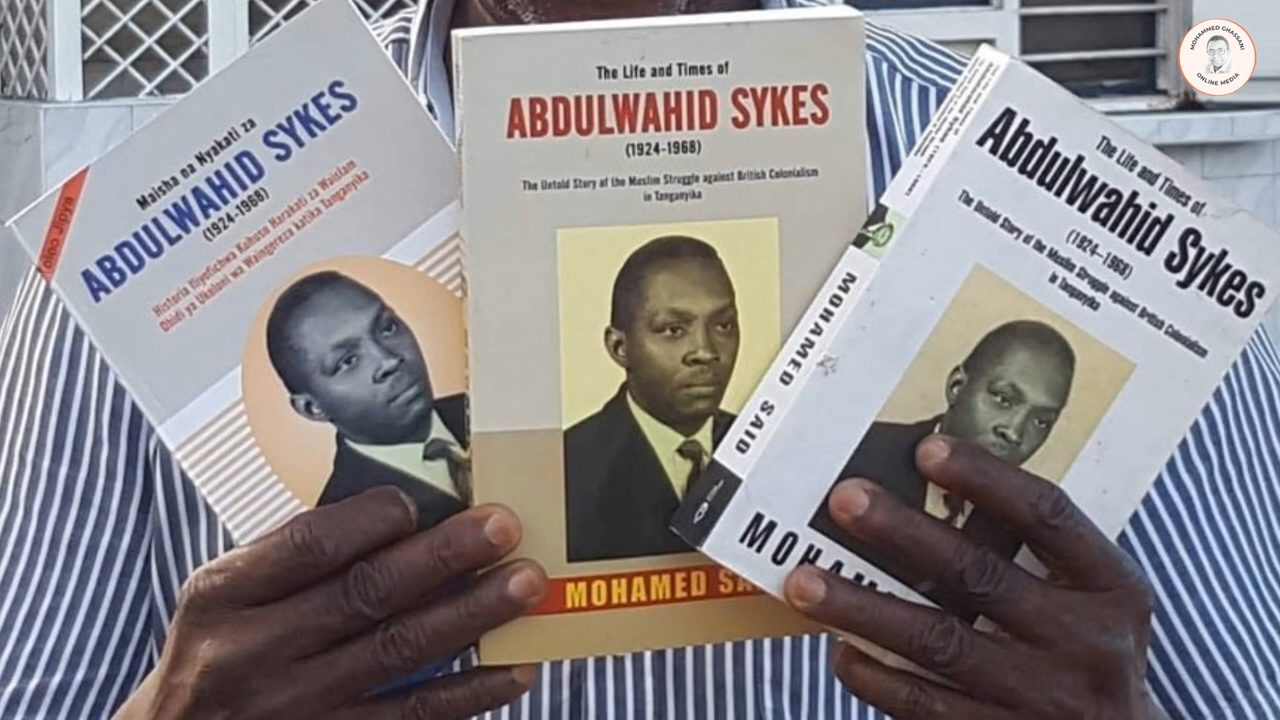 Maisha na Nyakati za
ABDULWAHID SYKES
(1924-1968)
Historia Iliyofichwa Kuhusu Harakati za Waislam
Dhidi ya Ukoloni wa Waingereza katika Tanganyika
Jipya
The Life and Times of
ABDULWAHID SYKES
(1924-1968)
The Untold Story of the Muslim Struggle against British Colonialism
in Tanganyika
MOHAMED SA
The Life and Times of
Abdulwahid Sykes
(1924–1968)
The Untold Story of the Muslim Struggle against British Colonialism
in Tanganyika
MOHAMED SAID
MOHAM
MOHAMMED GHASSANI
ONLINE MEDIA